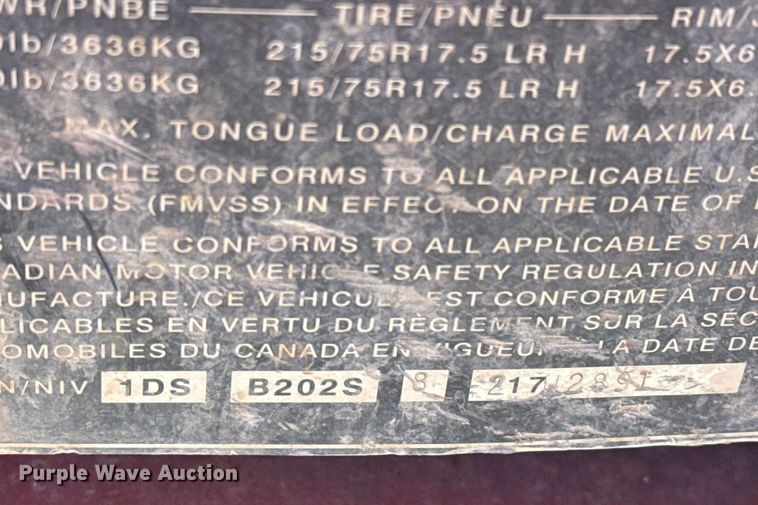 WR/PNBE TIRE/PNEU RIM/
0lb/3636KG 215/75R17.5 LR H 17.5X6
0lb/3636KG 215/75R17.5 LR H 17.5X6.
MAX. TONGUE LOAD/CHARGE MAXIMAL
VEHICLE CONFORMS TO ALL APPLICABLE U.S
NDARDS (FMVSS) IN EFFECT ON THE DATE OF
S VEHICLE CONFORMS TO ALL APPLICABLE STA
ADIAN MOTOR VEHICLE SAFETY REGULATION IN
NUFACTURE./CE VEHICULE EST CONFORME À TOU
PLICABLES EN VERTU DU RÈGLEMENT SUR LA SÉC
OMOBILES DU CANADA EN VIGUEUR LA DATE DE
N/NIV 1DS B202S 8
Purple Wave Auction